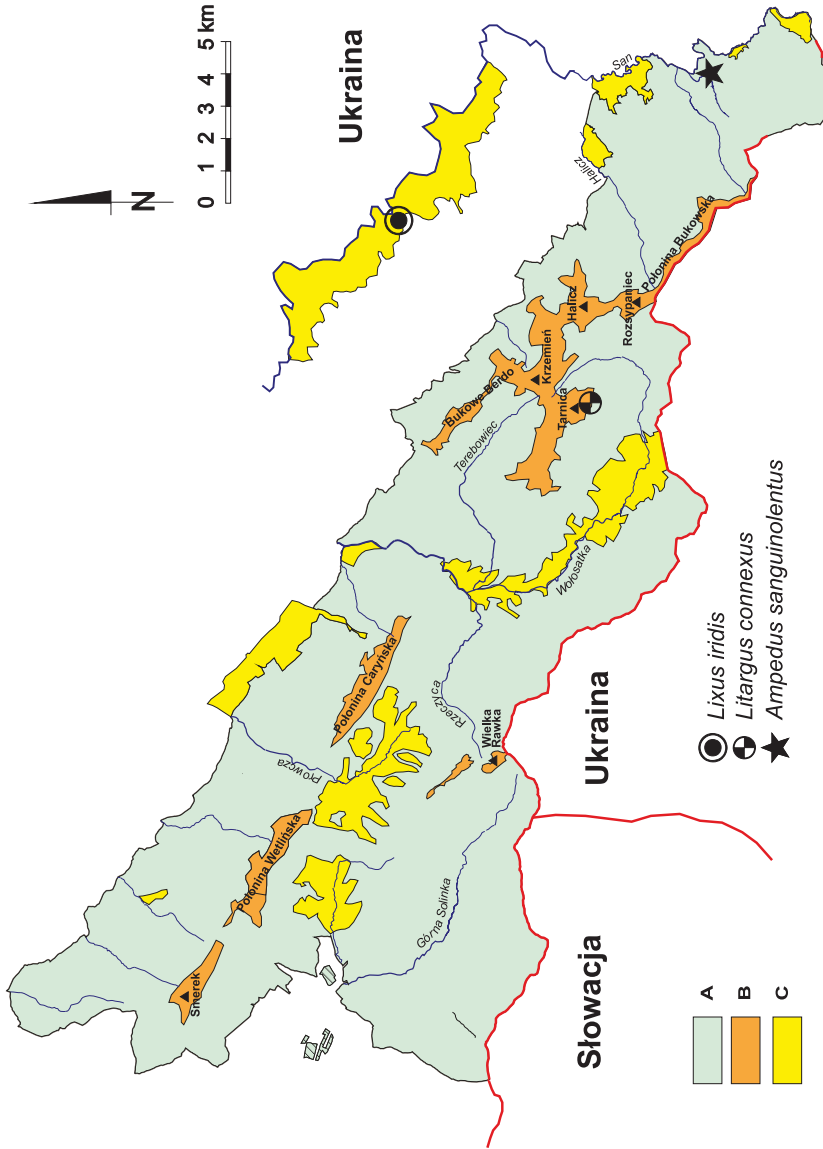 0 1 2 3 4 5 km
N
Ukraina
San
Halicz
Połonina Bukowska
Rozsypaniec
Halicz
Krzemień
Tarnica
Bukowe Berdo
Terebowiec
Wołosatka
Połonina Caryńska
Rzeczyca
Wielka
Rawka
Prowcza
Połonina Wetlińska
Górna Solinka
Smerek
Ukraina
Słowacja
Lixus iridis
Litargus connexus
Ampedus sanguinolentus
A
B
C